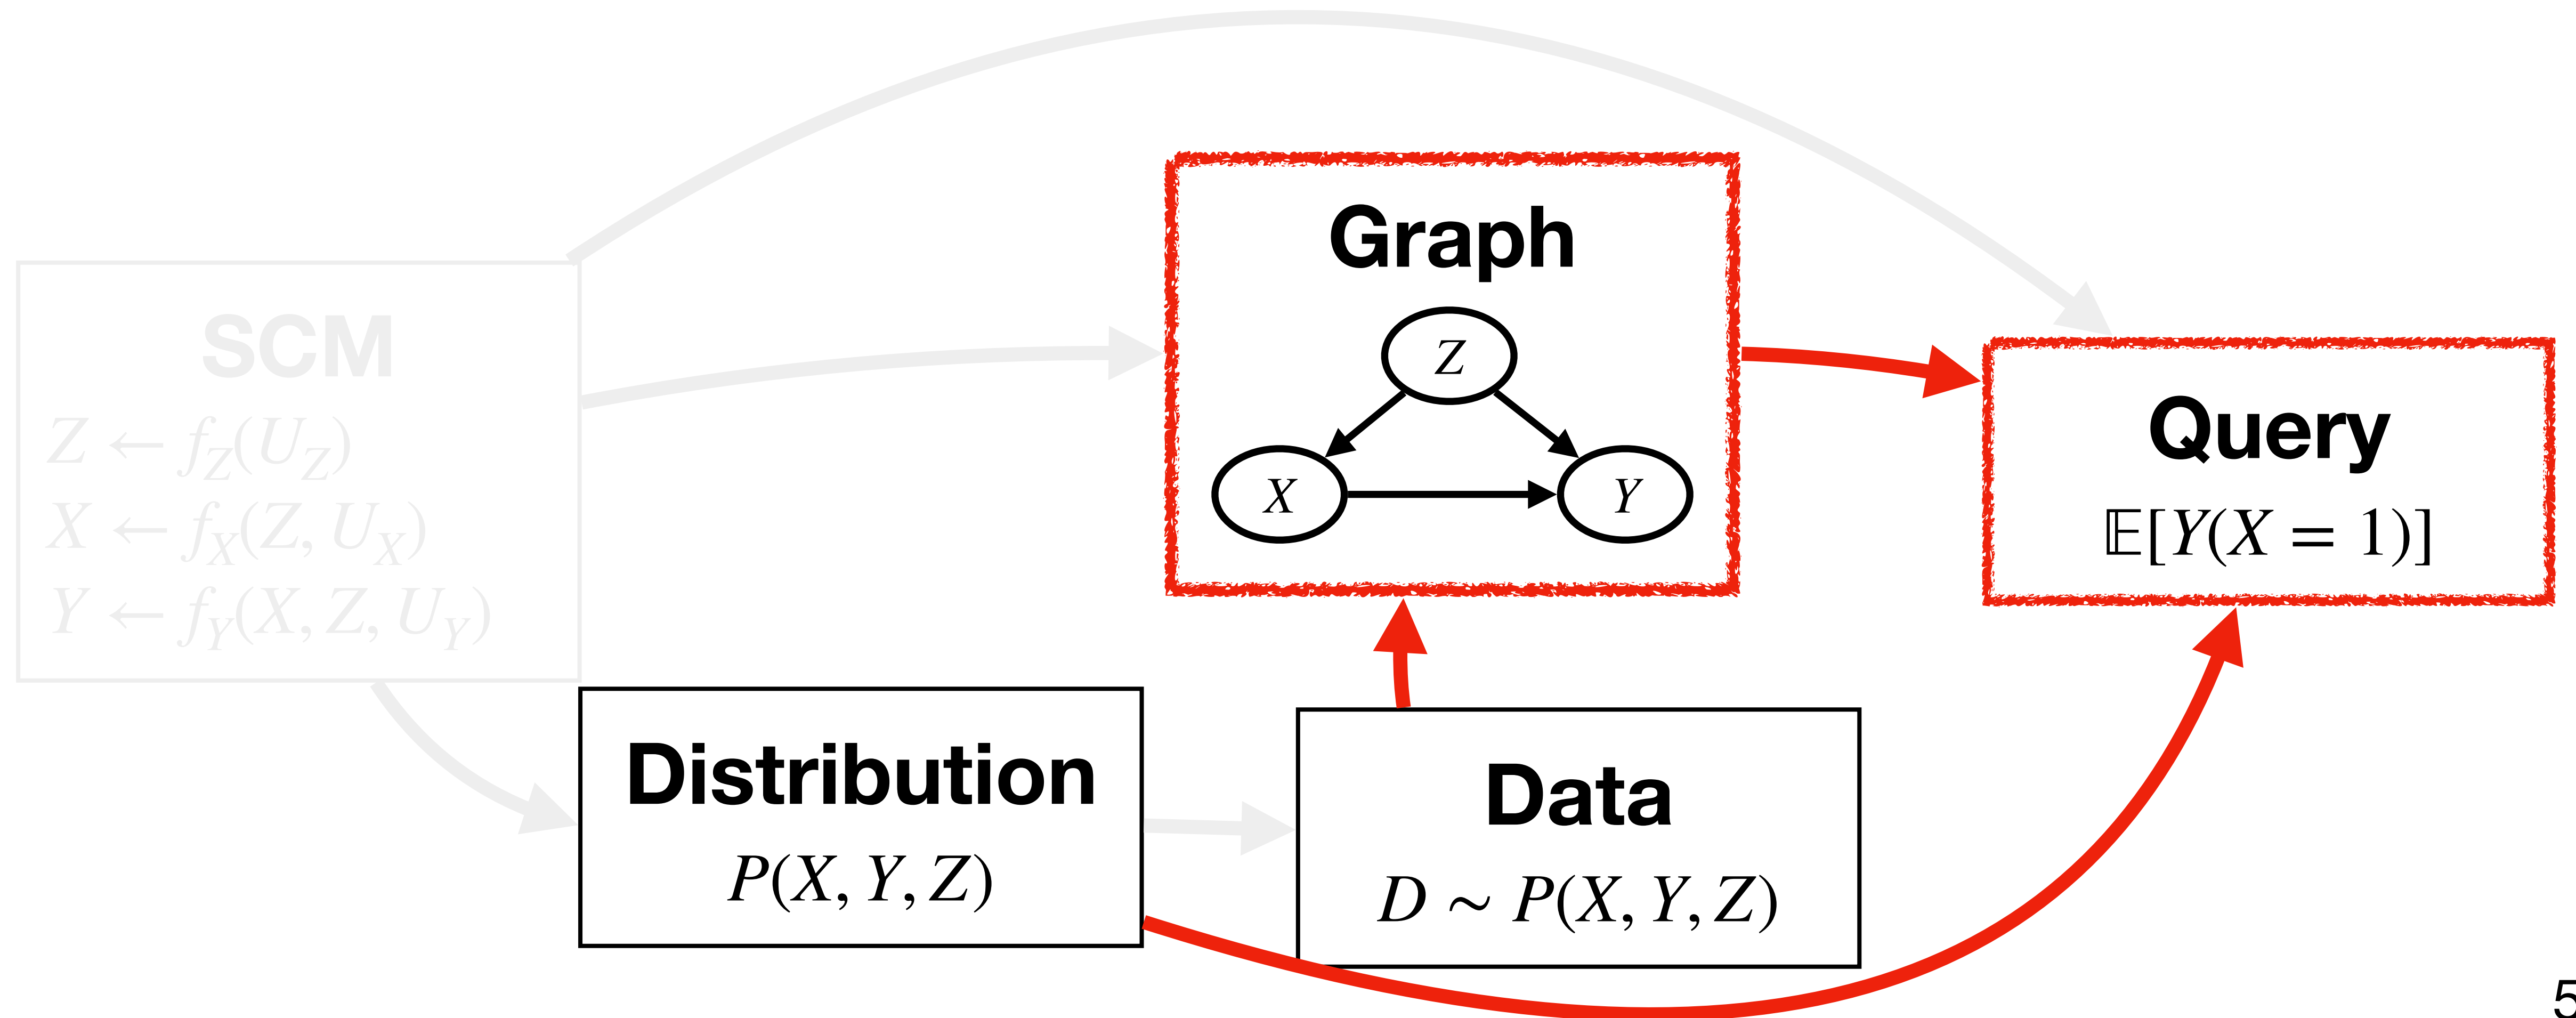 SCM
Z ← f_Z(U_Z)
X ← f_X(Z, U_X)
Y ← f_Y(X, Z, U_Y)
Graph
Z
X
Y
Query
𝔼[Y(X = 1)]
Distribution
P(X, Y, Z)
Data
D ∼ P(X, Y, Z)
5